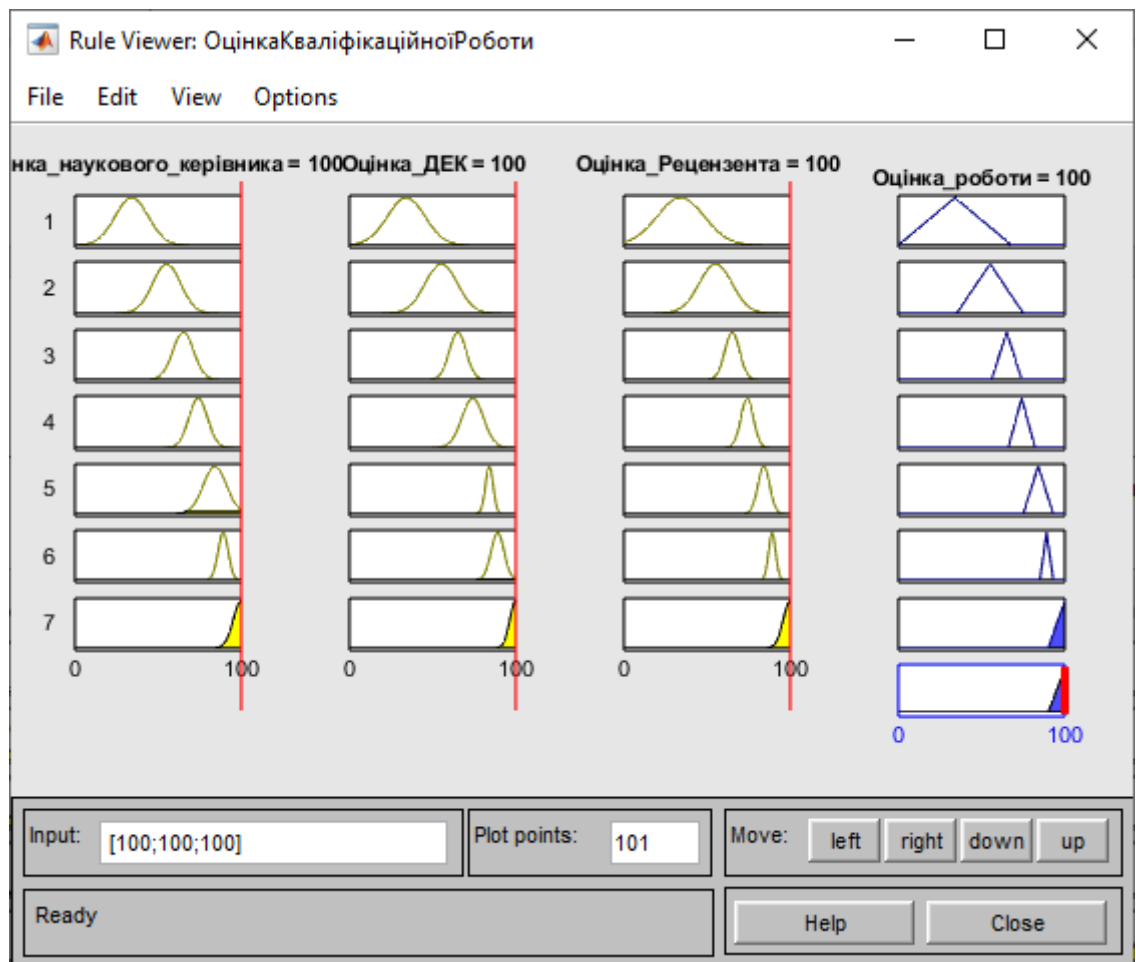 Rule Viewer: ОцінкаКваліфікаційноїРоботи
File Edit View Options
нка_наукового_керівника = 100 Оцінка_ДЕК = 100 Оцінка_Рецензента = 100 Оцінка_роботи = 100
1
2
3
4
5
6
7
0 100 0 100 0 100
0 100
Input: [100;100;100] Plot points: 101 Move: left right down up
Ready Help Close